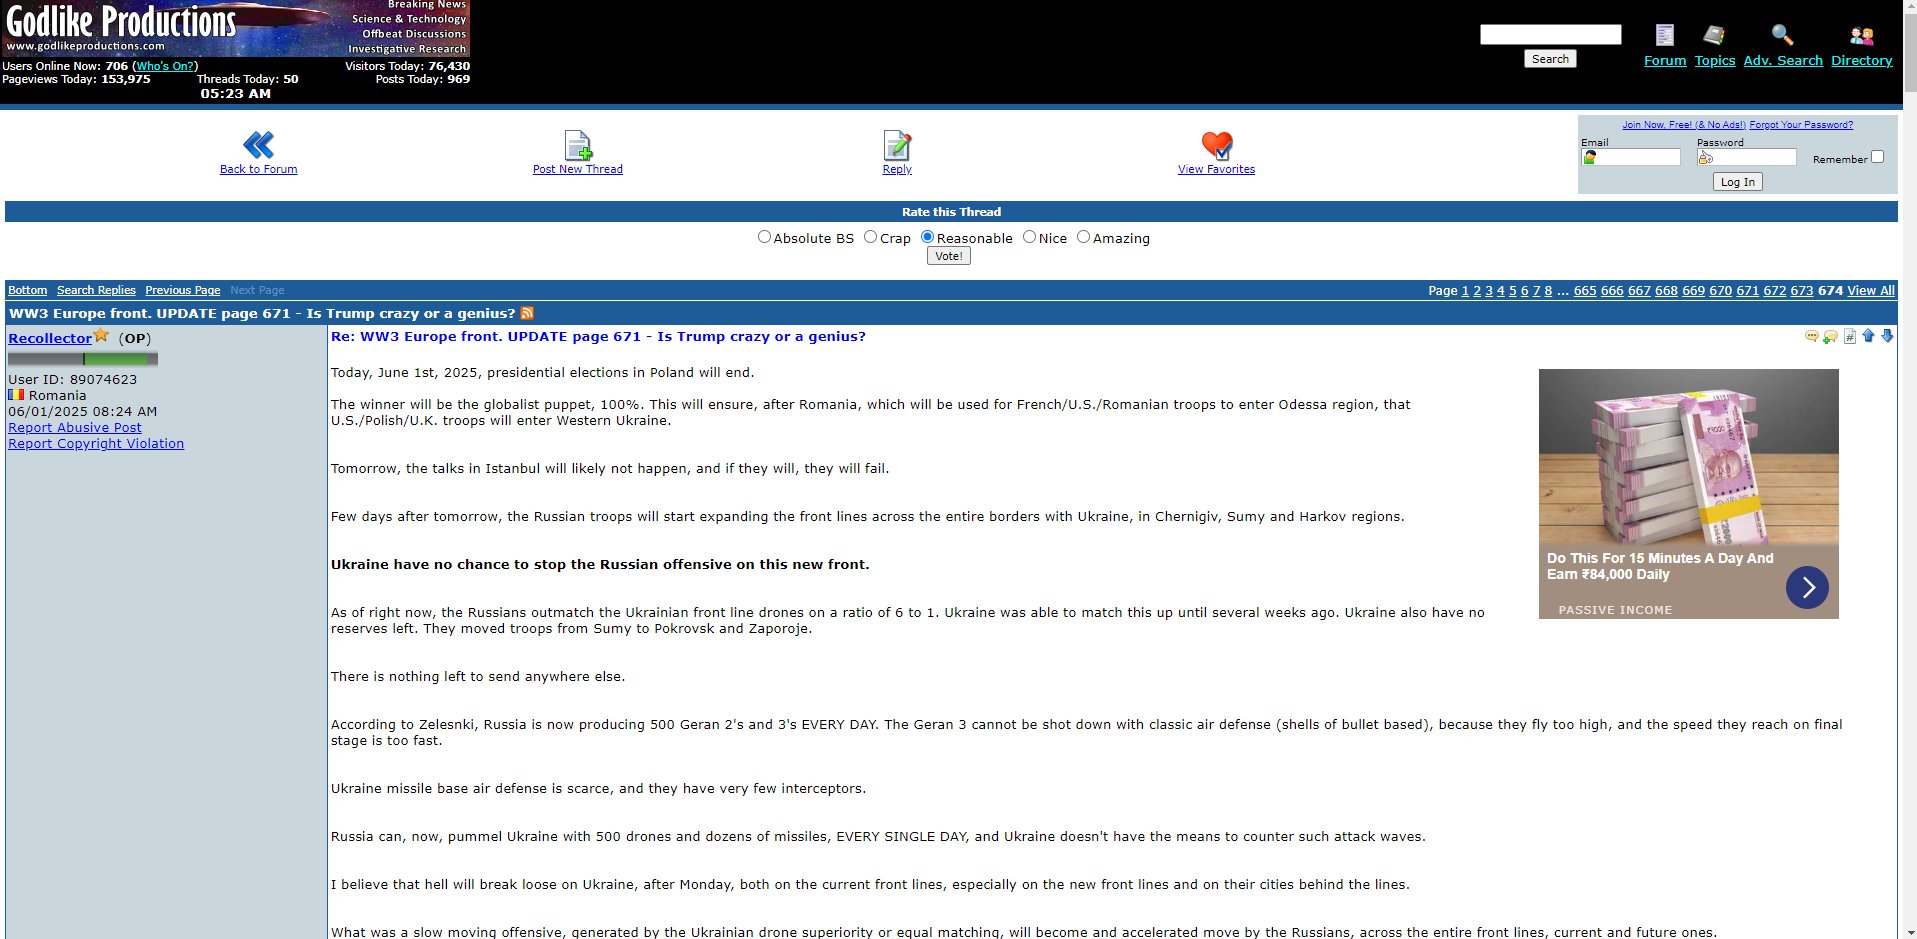 Godlike Productions
www.godlikeproductions.com
Breaking News
Science & Technology
Offbeat Discussions
Investigative Research
Users Online Now: 706 (Who's On?)
Visitors Today: 76,430
Pageviews Today: 153,975
Threads Today: 50
Posts Today: 969
05:23 AM
Search
Forum
Topics
Adv. Search
Directory
Back to Forum
Post New Thread
Reply
View Favorites
Join Now, Free! (& No Ads!) Forgot Your Password?
Email
Password
Remember
Log In
Rate this Thread
Absolute BS Crap Reasonable Nice Amazing
Vote!
Bottom Search Replies Previous Page Next Page
Page 1 2 3 4 5 6 7 8 ... 665 666 667 668 669 670 671 672 673 674 View All
WW3 Europe front. UPDATE page 671 - Is Trump crazy or a genius?
Recollector (OP)
User ID: 89074623
Romania
06/01/2025 08:24 AM
Report Abusive Post
Report Copyright Violation
Re: WW3 Europe front. UPDATE page 671 - Is Trump crazy or a genius?
Today, June 1st, 2025, presidential elections in Poland will end.
The winner will be the globalist puppet, 100%. This will ensure, after Romania, which will be used for French/U.S./Romanian troops to enter Odessa region, that
U.S./Polish/U.K. troops will enter Western Ukraine.
Tomorrow, the talks in Istanbul will likely not happen, and if they will, they will fail.
Few days after tomorrow, the Russian troops will start expanding the front lines across the entire borders with Ukraine, in Chernigiv, Sumy and Harkov regions.
Ukraine have no chance to stop the Russian offensive on this new front.
As of right now, the Russians outmatch the Ukrainian front line drones on a ratio of 6 to 1. Ukraine was able to match this up until several weeks ago. Ukraine also have no
reserves left. They moved troops from Sumy to Pokrovsk and Zaporoje.
There is nothing left to send anywhere else.
According to Zelesnki, Russia is now producing 500 Geran 2's and 3's EVERY DAY. The Geran 3 cannot be shot down with classic air defense (shells of bullet based), because they fly too high, and the speed they reach on final
stage is too fast.
Ukraine missile base air defense is scarce, and they have very few interceptors.
Russia can, now, pummel Ukraine with 500 drones and dozens of missiles, EVERY SINGLE DAY, and Ukraine doesn't have the means to counter such attack waves.
I believe that hell will break loose on Ukraine, after Monday, both on the current front lines, especially on the new front lines and on their cities behind the lines.
What was a slow moving offensive, generated by the Ukrainian drone superiority or equal matching, will become and accelerated move by the Russians, across the entire front lines, current and future ones.
Do This For 15 Minutes A Day And
Earn ₹84,000 Daily
PASSIVE INCOME